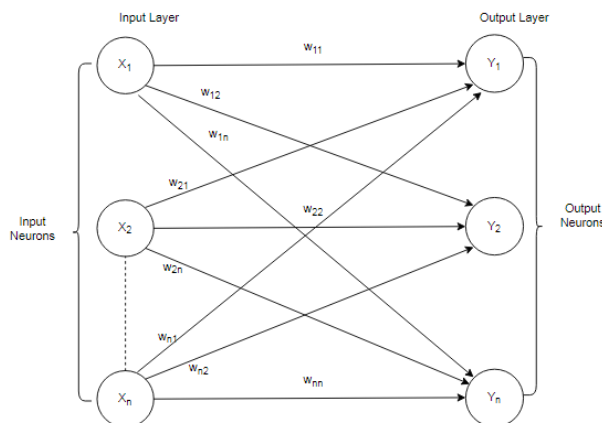 Input Layer
Output Layer
X1
w11
Y1
w12
w1n
w21
w22
Input
Neurons
X2
Y2
Output
Neurons
w2n
wn1
wn2
Xn
wnn
Yn